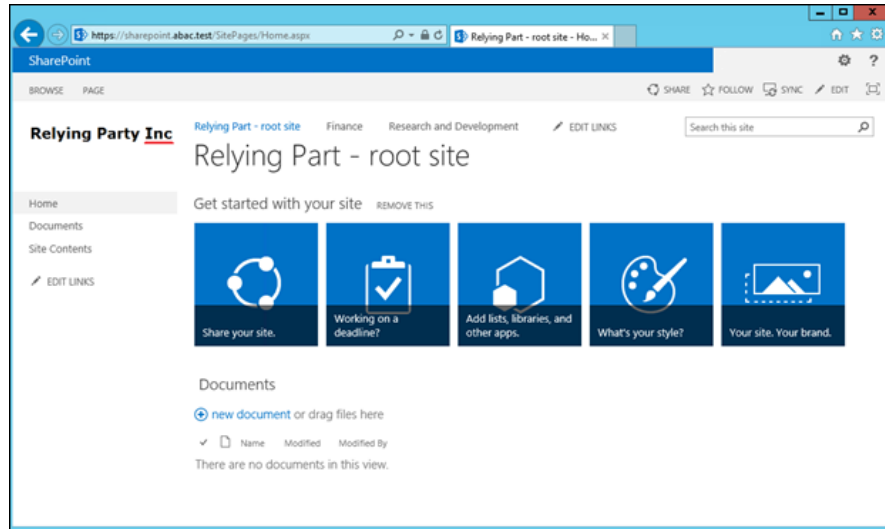 https://sharepoint.abac.test/SitePages/Home.aspx
Relying Part - root site - Ho...
SharePoint
?
BROWSE PAGE
SHARE FOLLOW SYNC EDIT
Relying Party Inc
Relying Part - root site Finance Research and Development EDIT LINKS
Search this site
Relying Part - root site
Home
Documents
Site Contents
EDIT LINKS
Get started with your site REMOVE THIS
Share your site.
Working on a
deadline?
Add lists, libraries, and
other apps.
What's your style?
Your site. Your brand.
Documents
new document or drag files here
Name Modified Modified By
There are no documents in this view.